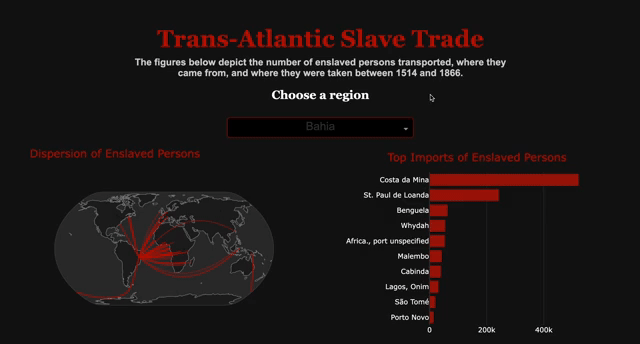 Trans-Atlantic Slave Trade
The figures below depict the number of enslaved persons transported, where they
came from, and where they were taken between 1514 and 1866.
Choose a region
Bahia
Dispersion of Enslaved Persons
Top Imports of Enslaved Persons
Costa da Mina
St. Paul de Loanda
Benguela
Whydah
Africa., port unspecified
Malembo
Cabinda
Lagos, Onim
São Tomé
Porto Novo
0 200k 400k